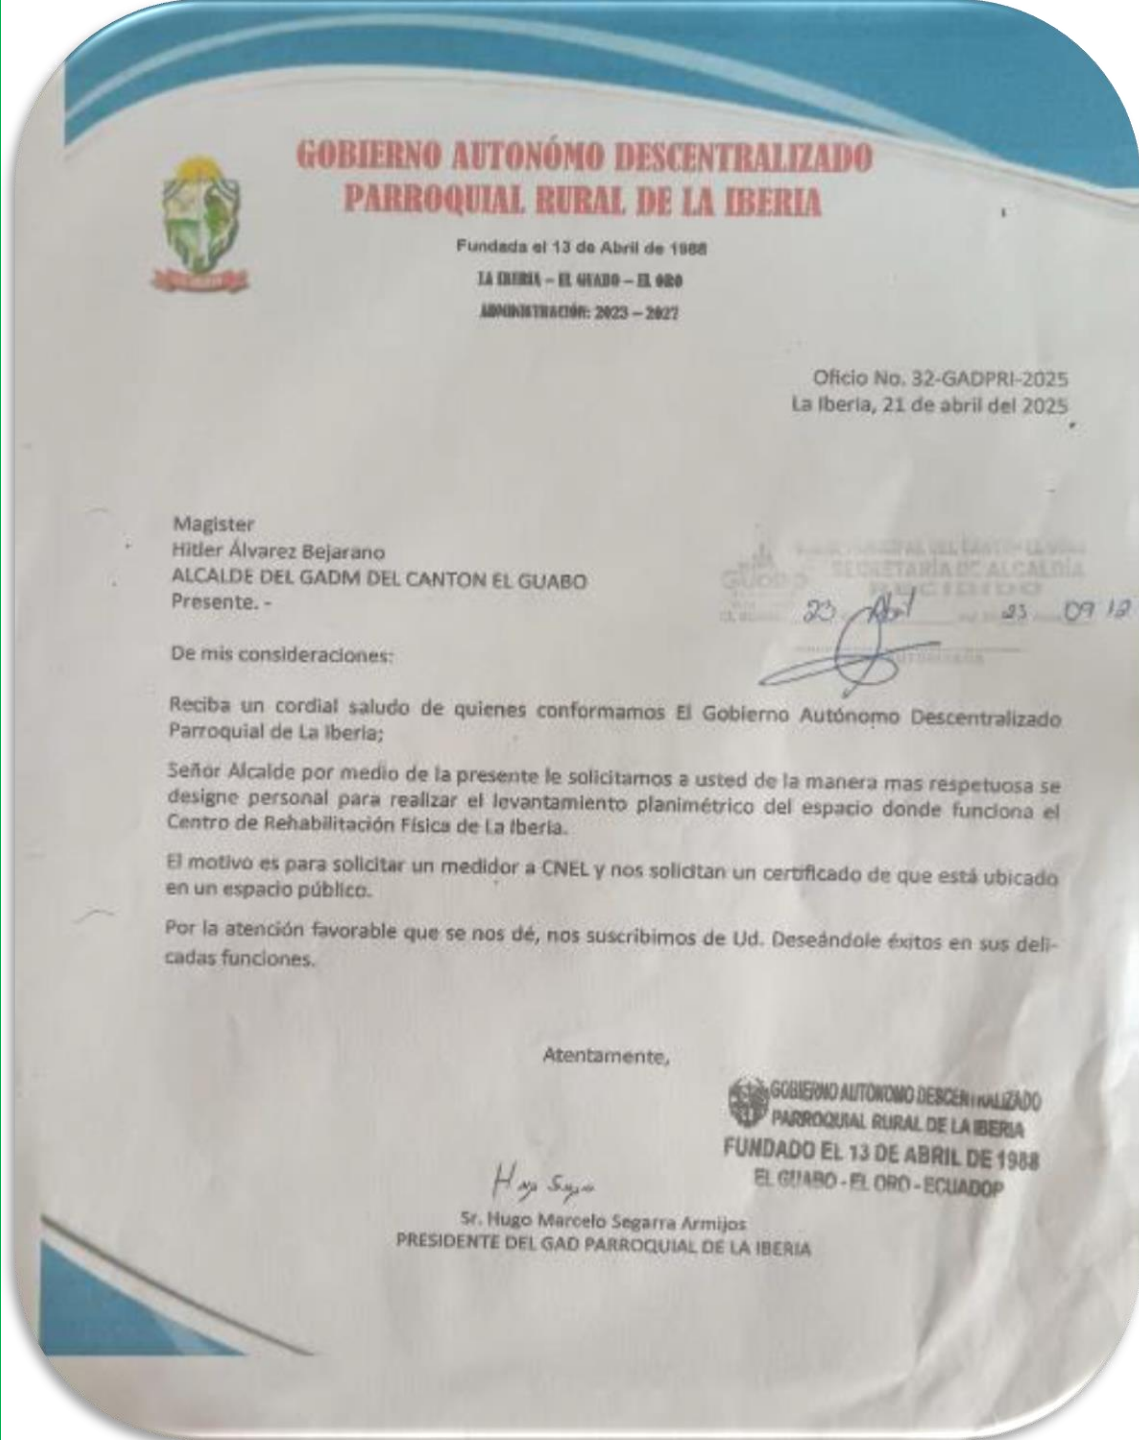 GOBIERNO AUTONÓMO DESCENTRALIZADO
PARROQUIAL RURAL DE LA IBERIA
Fundada el 13 de Abril de 1988
LA IBERIA – EL GUABO – EL ORO
ADMINISTRACIÓN: 2023 – 2027
Oficio No. 32-GADPRI-2025
La Iberia, 21 de abril del 2025
Magister
Hitler Álvarez Bejarano
ALCALDE DEL GADM DEL CANTON EL GUABO
Presente. -
SECRETARÍA DE ALCALDÍA
RECIBIDO
23 Abril 09 12
De mis consideraciones:
Reciba un cordial saludo de quienes conformamos El Gobierno Autónomo Descentralizado
Parroquial de La Iberia;
Señor Alcalde por medio de la presente le solicitamos a usted de la manera mas respetuosa se
designe personal para realizar el levantamiento planimétrico del espacio donde funciona el
Centro de Rehabilitación Física de La Iberia.
El motivo es para solicitar un medidor a CNEL y nos solicitan un certificado de que está ubicado
en un espacio público.
Por la atención favorable que se nos dé, nos suscribimos de Ud. Deseándole éxitos en sus deli-
cadas funciones.
Atentamente,
GOBIERNO AUTONOMO DESCENTRALIZADO
PARROQUIAL RURAL DE LA IBERIA
FUNDADO EL 13 DE ABRIL DE 1988
EL GUABO - EL ORO - ECUADOR
Sr. Hugo Marcelo Segarra Armijos
PRESIDENTE DEL GAD PARROQUIAL DE LA IBERIA